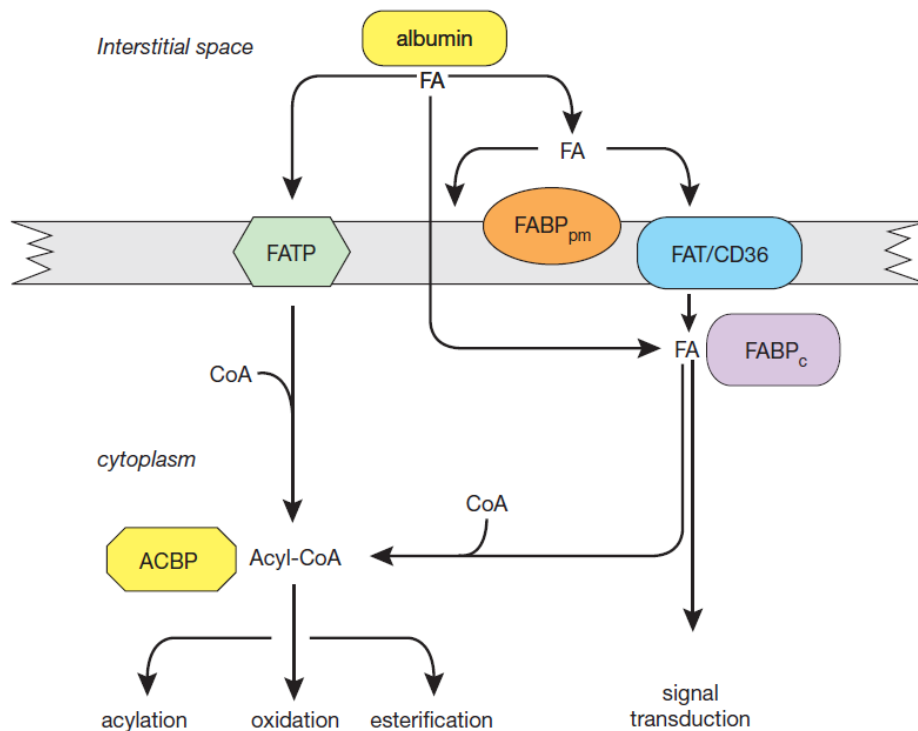 albumin
Interstitial space
FA
FA
FABPpm
FATP
FAT/CD36
FA
FABPc
CoA
cytoplasm
CoA
ACBP
Acyl-CoA
acylation
oxidation
esterification
signal
transduction